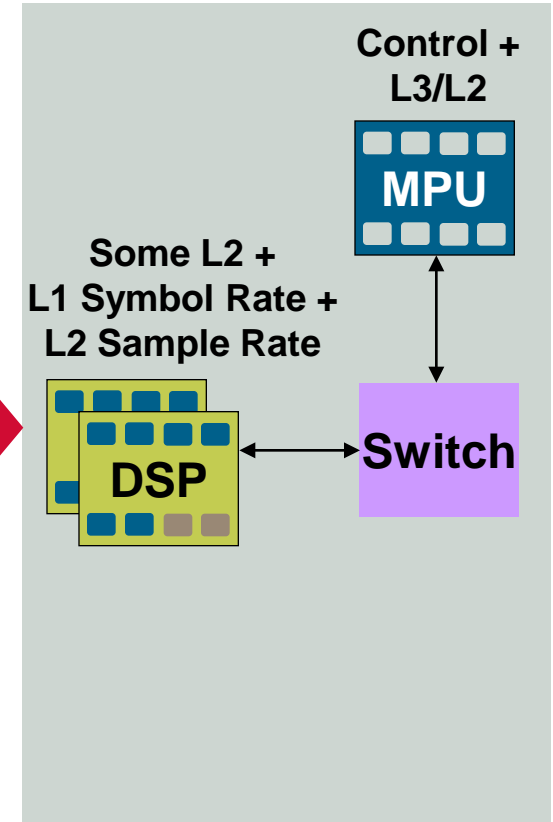 Control +
L3/L2
MPU
Some L2 +
L1 Symbol Rate +
L2 Sample Rate
DSP
Switch